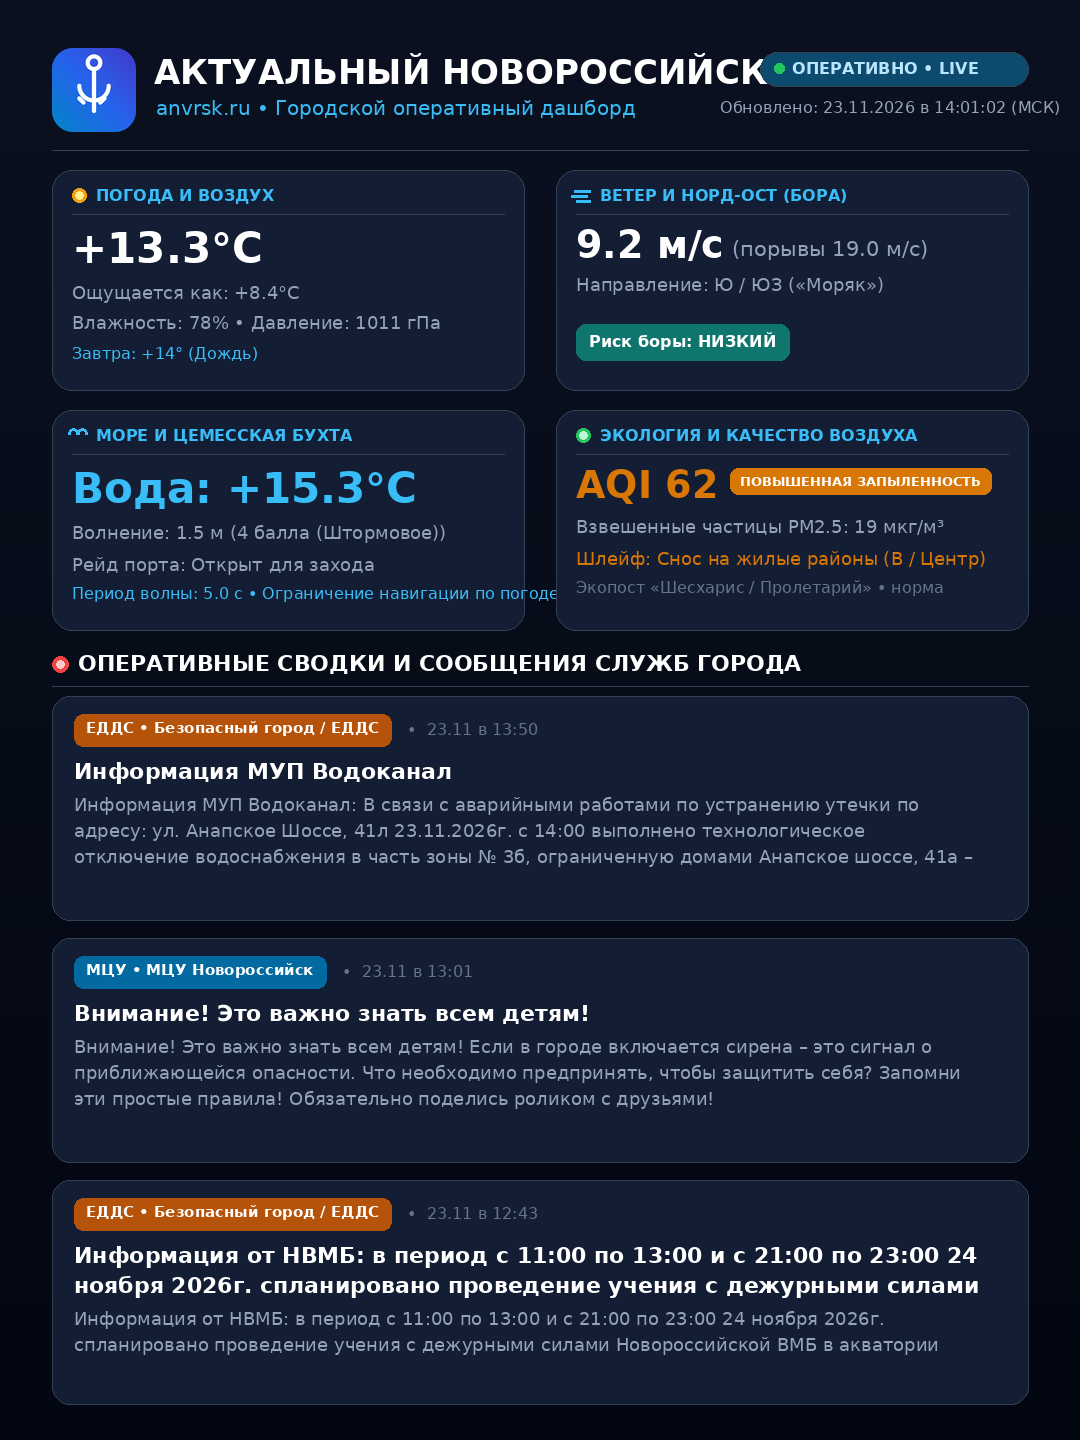 АКТУАЛЬНЫЙ НОВОРОССИЙСК
ОПЕРАТИВНО • LIVE
anvrsk.ru • Городской оперативный дашборд
Обновлено: 23.11.2026 в 14:01:02 (МСК)
ПОГОДА И ВОЗДУХ
+13.3°C
Ощущается как: +8.4°C
Влажность: 78% • Давление: 1011 гПа
Завтра: +14° (Дождь)
ВЕТЕР И НОРД-ОСТ (БОРА)
9.2 м/с (порывы 19.0 м/с)
Направление: Ю / ЮЗ («Моряк»)
Риск боры: НИЗКИЙ
МОРЕ И ЦЕМЕССКАЯ БУХТА
Вода: +15.3°C
Волнение: 1.5 м (4 балла (Штормовое))
Рейд порта: Открыт для захода
Период волны: 5.0 с • Ограничение навигации по погоде
ЭКОЛОГИЯ И КАЧЕСТВО ВОЗДУХА
AQI 62 ПОВЫШЕННАЯ ЗАПЫЛЕННОСТЬ
Взвешенные частицы PM2.5: 19 мкг/м³
Шлейф: Снос на жилые районы (В / Центр)
Экопост «Шесхарис / Пролетарий» • норма
ОПЕРАТИВНЫЕ СВОДКИ И СООБЩЕНИЯ СЛУЖБ ГОРОДА
ЕДДС • Безопасный город / ЕДДС • 23.11 в 13:50
Информация МУП Водоканал
Информация МУП Водоканал: В связи с аварийными работами по устранению утечки по
адресу: ул. Анапское Шоссе, 41л 23.11.2026г. с 14:00 выполнено технологическое
отключение водоснабжения в часть зоны № 3б, ограниченную домами Анапское шоссе, 41а –
МЦУ • МЦУ Новороссийск • 23.11 в 13:01
Внимание! Это важно знать всем детям!
Внимание! Это важно знать всем детям! Если в городе включается сирена – это сигнал о
приближающейся опасности. Что необходимо предпринять, чтобы защитить себя? Запомни
эти простые правила! Обязательно поделись роликом с друзьями!
ЕДДС • Безопасный город / ЕДДС • 23.11 в 12:43
Информация от НВМБ: в период с 11:00 по 13:00 и с 21:00 по 23:00 24
ноября 2026г. спланировано проведение учения с дежурными силами
Информация от НВМБ: в период с 11:00 по 13:00 и с 21:00 по 23:00 24 ноября 2026г.
спланировано проведение учения с дежурными силами Новороссийской ВМБ в акватории